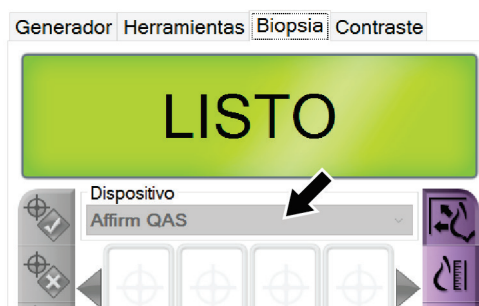 Generador Herramientas Biopsia Contraste
LISTO
Dispositivo
Affirm QAS